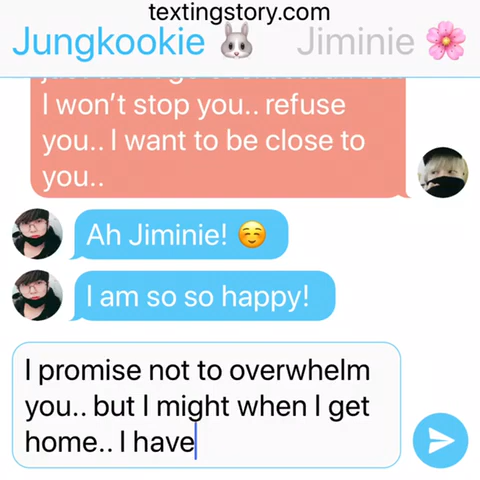 textingstory.com
Jungkookie 🐰 Jiminie 🌸
I won't stop you.. refuse
you.. I want to be close to
you..
Ah Jiminie! ☺️
I am so so happy!
I promise not to overwhelm
you.. but I might when I get
home.. I have